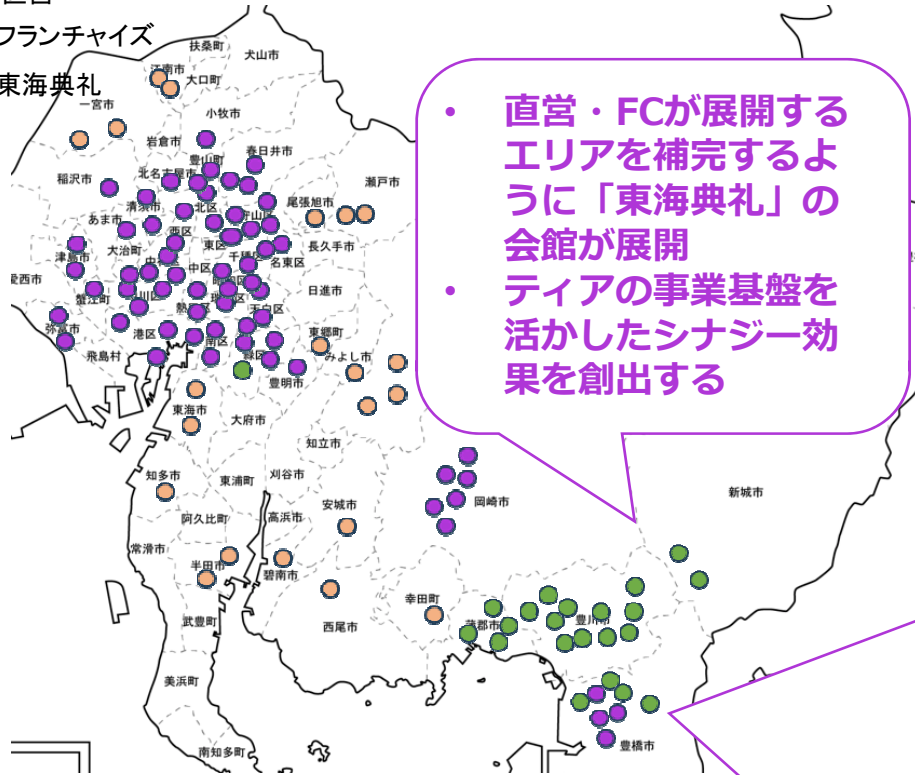 フランチャイズ
東海典礼
扶桑町
犬山市
江南市
大口町
一宮市
小牧市
岩倉市
春日井市
豊山町
北名古屋市
稲沢市
瀬戸市
清須市
北区
尾張旭市
あま市
守山区
西区
東区
長久手市
大治町
千種区
名東区
津島市
中区
愛西市
日進市
蟹江町
中川区
天白区
弥富市
港区
南区
東郷町
飛島村
緑区
みよし市
豊明市
東海市
大府市
知立市
知多市
東浦町
刈谷市
安城市
岡崎市
新城市
阿久比町
高浜市
常滑市
半田市
碧南市
幸田町
武豊町
西尾市
蒲郡市
豊川市
美浜町
南知多町
豊橋市
• 直営・FCが展開する
エリアを補完するよ
うに「東海典礼」の
会館が展開
• ティアの事業基盤を
活かしたシナジー効
果を創出する